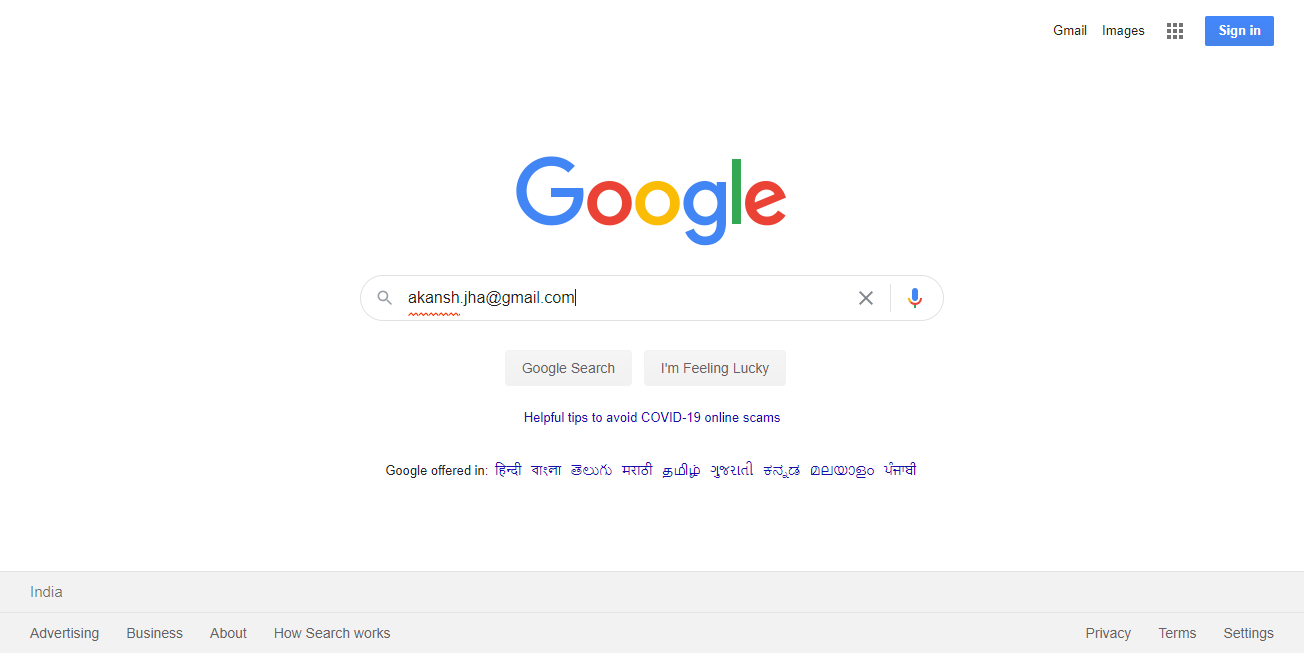 Gmail Images Sign in
Google
akansh.jha@gmail.com
Google Search I'm Feeling Lucky
Helpful tips to avoid COVID-19 online scams
Google offered in: हिन्दी বাংলা తెలుగు मराठी தமிழ் ગુજરાતી ಕನ್ನಡ മലയാളം ਪੰਜਾਬੀ
India
Advertising Business About How Search works Privacy Terms Settings